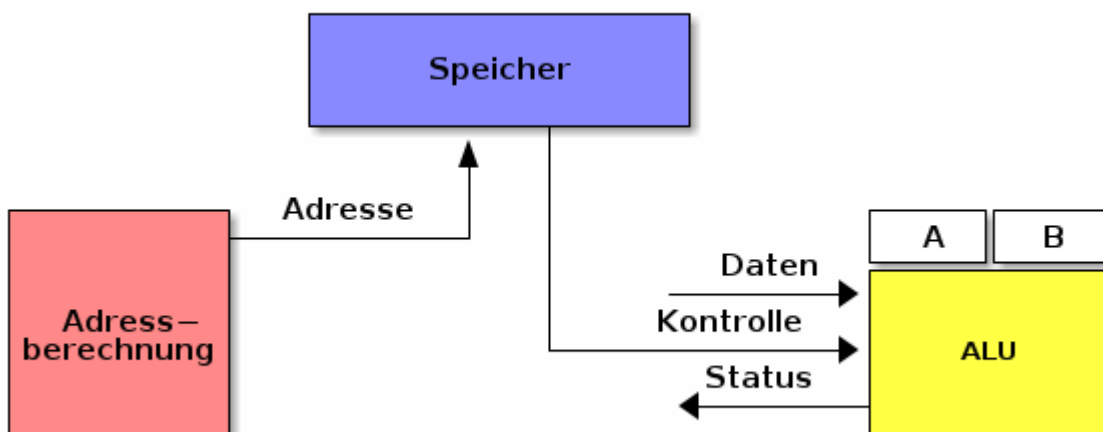 Speicher
Adresse
A
B
Daten
Adress–
berechnung
Kontrolle
ALU
Status